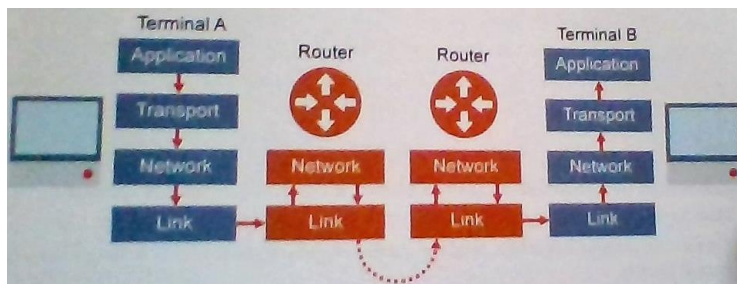 Terminal A
Application
Transport
Network
Link
Router
Network
Link
Router
Network
Link
Terminal B
Application
Transport
Network
Link